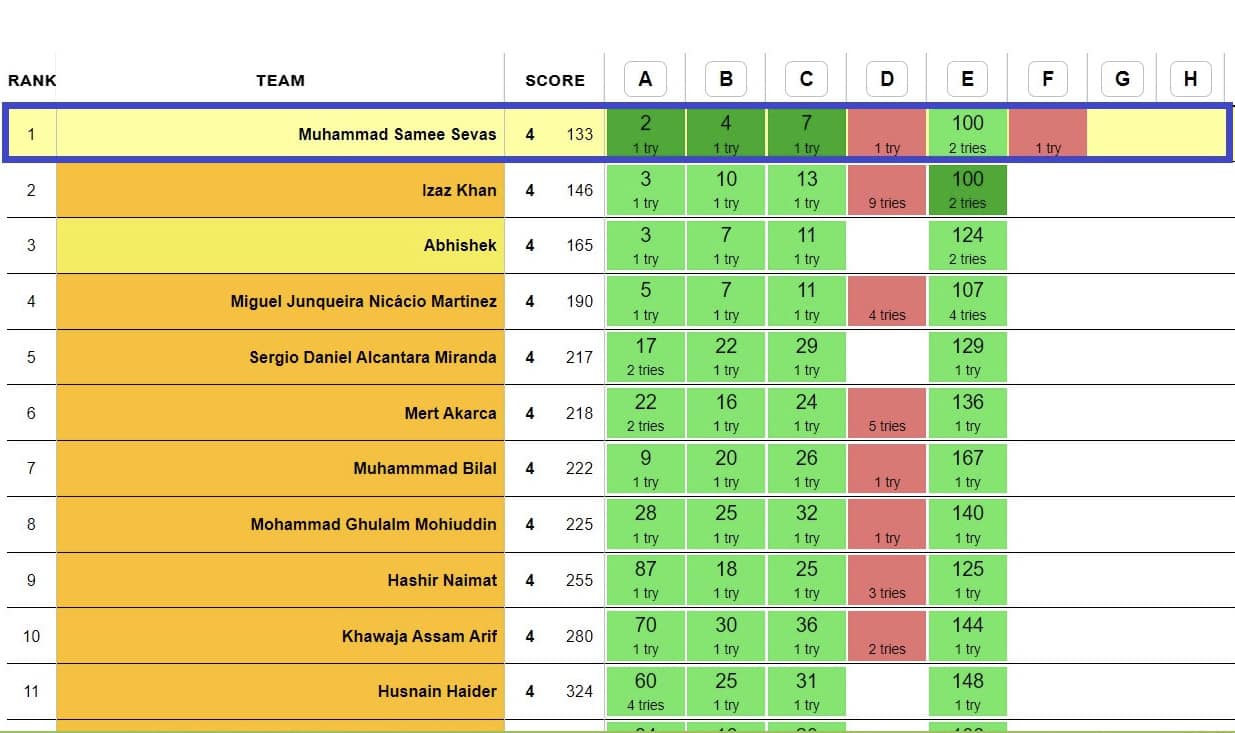 RANK TEAM SCORE A B C D E F G H
1 Muhammad Samee Sevas 4 133 2 4 7 100
1 try 1 try 1 try 1 try 2 tries 1 try
2 Izaz Khan 4 146 3 10 13 100
1 try 1 try 1 try 9 tries 2 tries
3 Abhishek 4 165 3 7 11 124
1 try 1 try 1 try 2 tries
4 Miguel Junqueira Nicácio Martinez 4 190 5 7 11 107
1 try 1 try 1 try 4 tries 4 tries
5 Sergio Daniel Alcantara Miranda 4 217 17 22 29 129
2 tries 1 try 1 try 1 try
6 Mert Akarca 4 218 22 16 24 136
2 tries 1 try 1 try 5 tries 1 try
7 Muhammmad Bilal 4 222 9 20 26 167
1 try 1 try 1 try 1 try 1 try
8 Mohammad Ghulalm Mohiuddin 4 225 28 25 32 140
1 try 1 try 1 try 1 try 1 try
9 Hashir Naimat 4 255 87 18 25 125
1 try 1 try 1 try 3 tries 1 try
10 Khawaja Assam Arif 4 280 70 30 36 144
1 try 1 try 1 try 2 tries 1 try
11 Husnain Haider 4 324 60 25 31 148
4 tries 1 try 1 try 1 try